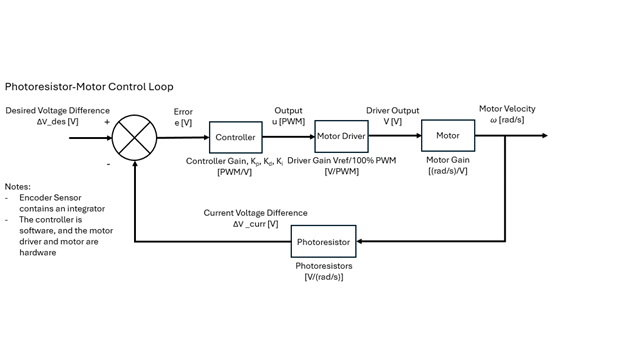 Photoresistor-Motor Control Loop
Desired Voltage Difference
ΔV_des [V]
+
-
Error
e [V]
Controller
Controller Gain, Kp, Kd, Ki
[PWM/V]
Output
u [PWM]
Motor Driver
Driver Gain Vref/100% PWM
[V/PWM]
Driver Output
V [V]
Motor
Motor Gain
[(rad/s)/V]
Motor Velocity
ω [rad/s]
Notes:
- Encoder Sensor
contains an integrator
- The controller is
software, and the motor
driver and motor are
hardware
Current Voltage Difference
ΔV _curr [V]
Photoresistor
Photoresistors
[V/(rad/s)]